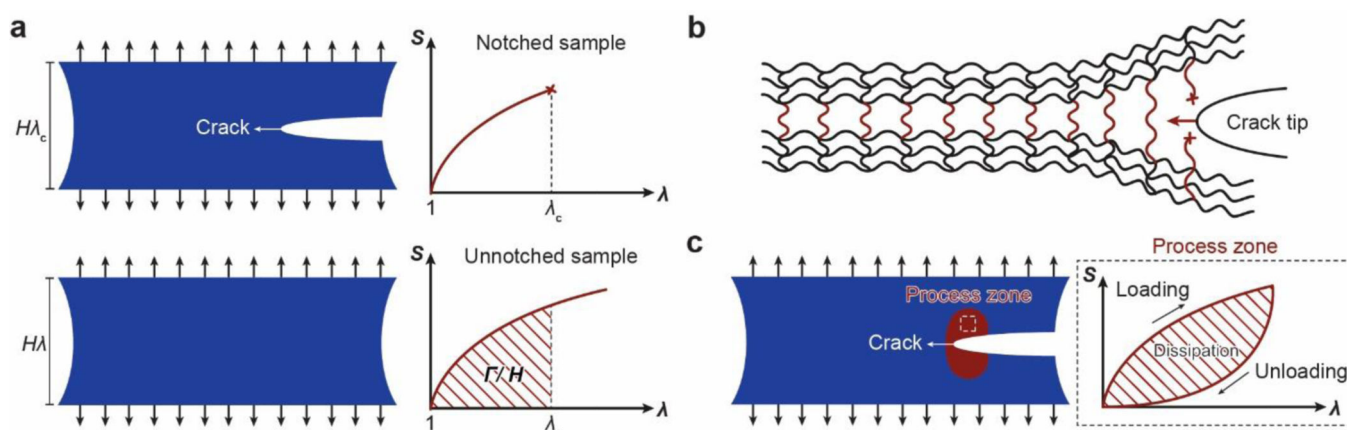 a
Hλc
Crack
S
Notched sample
1
λc
λ
Hλ
S
Unnotched sample
Γ/H
1
λc
λ
b
Crack tip
c
Process zone
Crack
Process zone
S
Loading
Dissipation
Unloading
λ